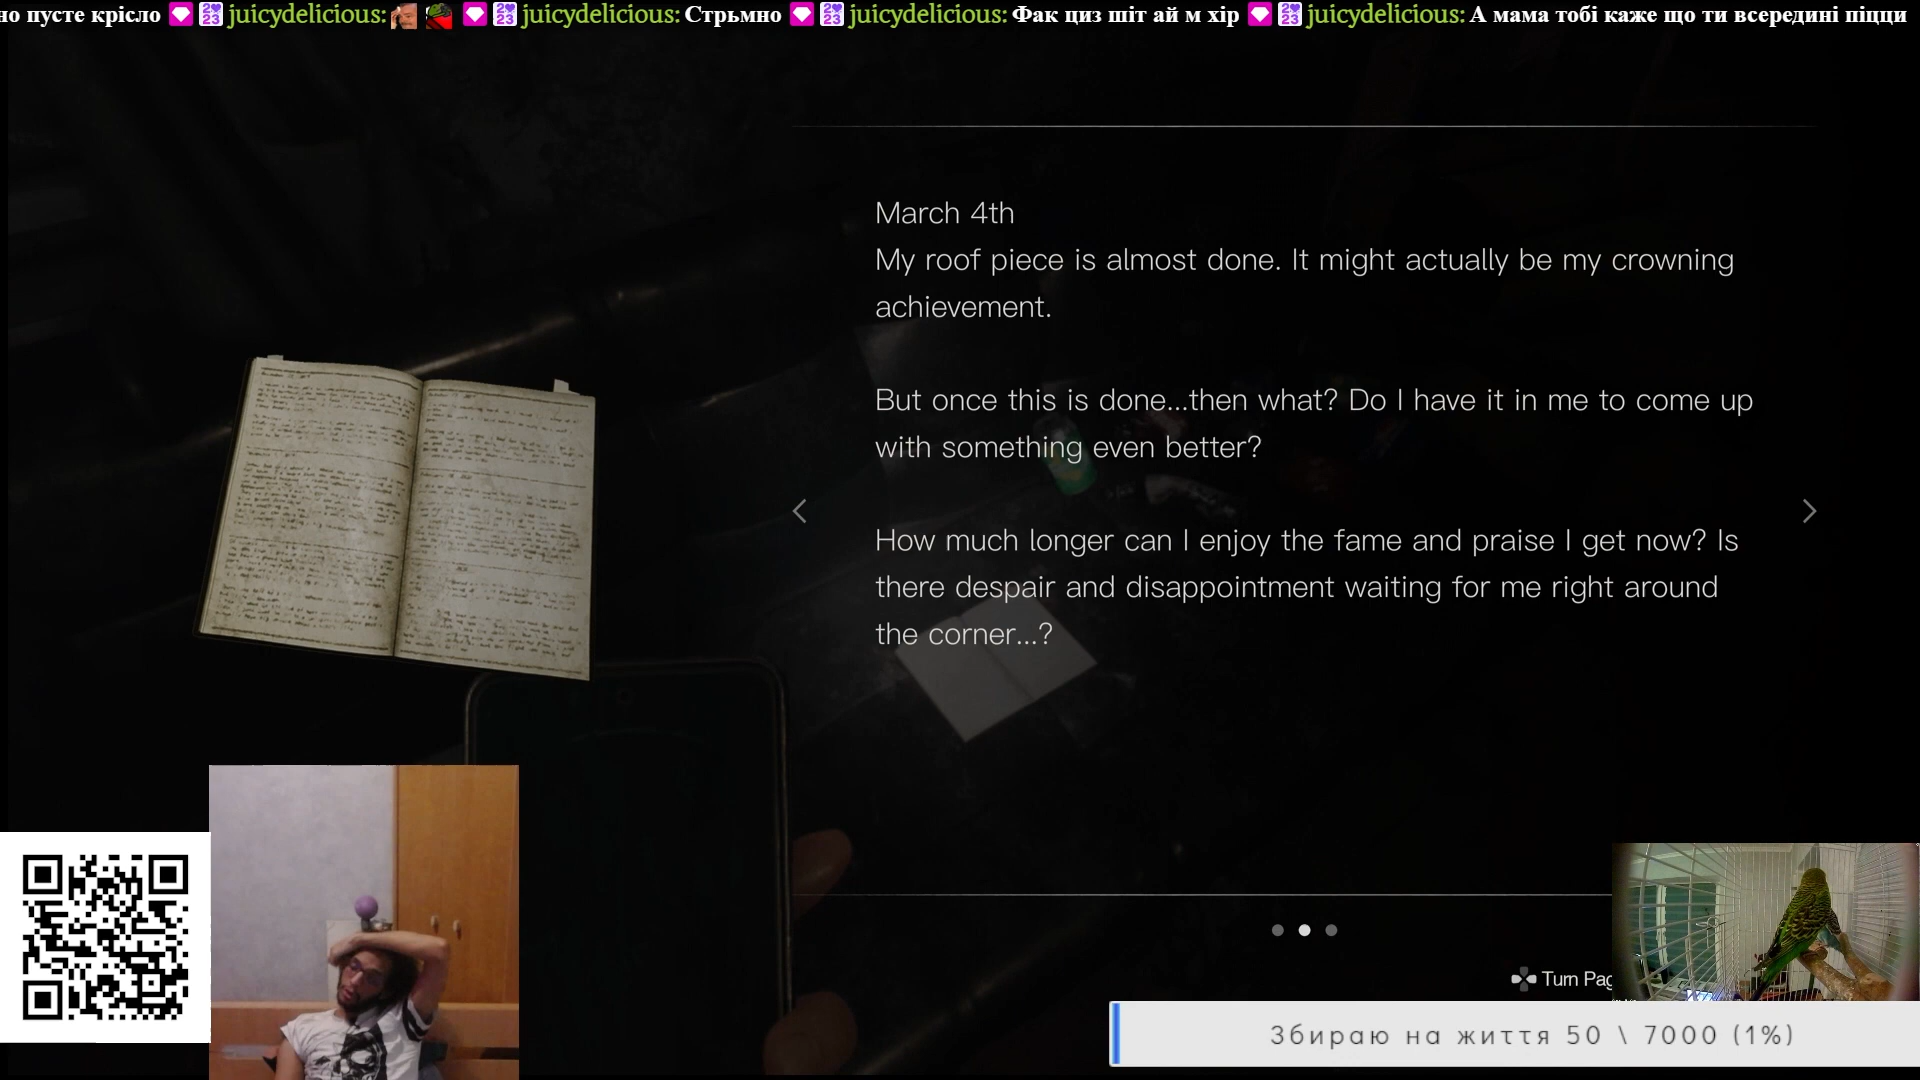 но пусте крісло juicydelicious: juicydelicious: Стрьмно juicydelicious: Фак циз шіт ай м хір juicydelicious: А мама тобі каже що ти всередині піцци
March 4th
My roof piece is almost done. It might actually be my crowning
achievement.
But once this is done...then what? Do I have it in me to come up
with something even better?
How much longer can I enjoy the fame and praise I get now? Is
there despair and disappointment waiting for me right around
the corner...?
Turn Pag
Збираю на життя 50 \ 7000 (1%)